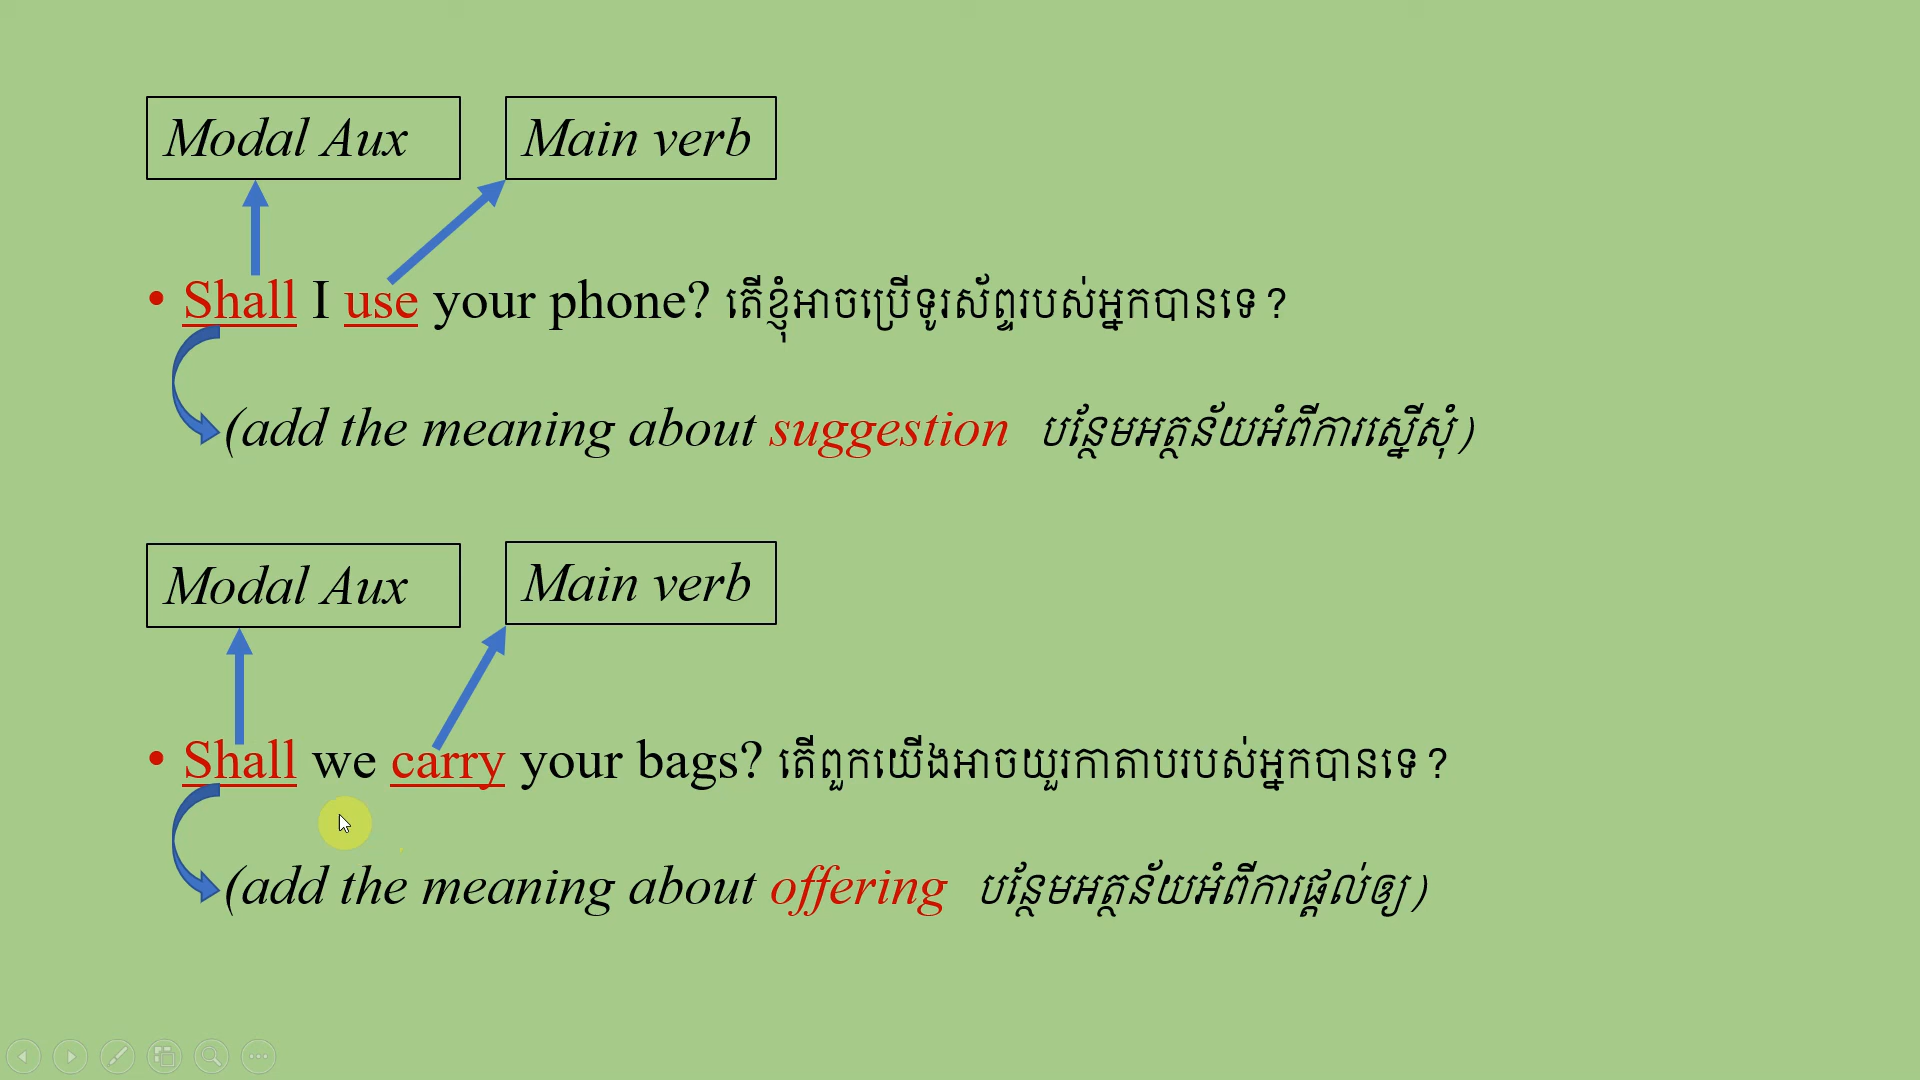 Modal Aux Main verb
• Shall I use your phone? តើខ្ញុំអាចប្រើទូរស័ព្ទរបស់អ្នកបានទេ ?
(add the meaning about suggestion បន្ថែមអត្ថន័យអំពីការស្នើសុំ )
Modal Aux Main verb
• Shall we carry your bags? តើពួកយើងអាចយួរកាតាបរបស់អ្នកបានទេ ?
(add the meaning about offering បន្ថែមអត្ថន័យអំពីការផ្តល់ឲ្យ )